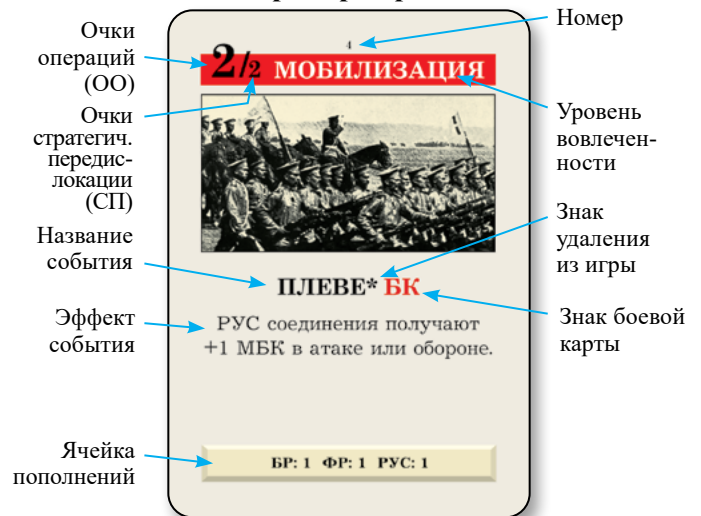 Очки
операций
(ОО)
Очки
стратегич.
передис-
локации
(СП)
Название
события
Эффект
события
Ячейка
пополнений
4
2/2 МОБИЛИЗАЦИЯ
ПЛЕВЕ* БК
РУС соединения получают
+1 МБК в атаке или обороне.
БР: 1 ФР: 1 РУС: 1
Номер
Уровень
вовлечен-
ности
Знак
удаления
из игры
Знак боевой
карты